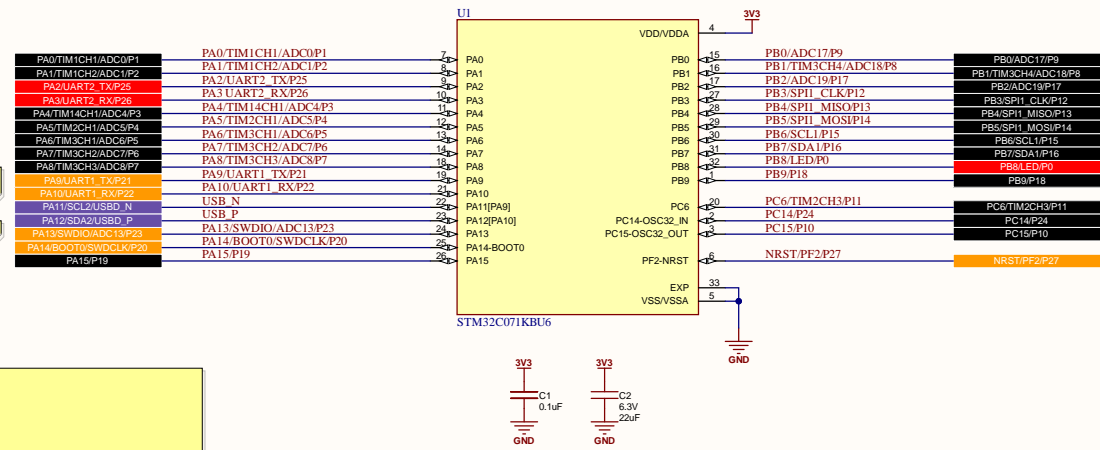 U1
3V3
VDD/VDDA
4
PA0/TIM1CH1/ADC0/P1
PA0/TIM1CH1/ADC0/P1
7
PA0
PB0
15
PB0/ADC17/P9
PB0/ADC17/P9
PA1/TIM1CH2/ADC1/P2
PA1/TIM1CH2/ADC1/P2
8
PA1
PB1
16
PB1/TIM3CH4/ADC18/P8
PB1/TIM3CH4/ADC18/P8
PA2/UART2_TX/P25
PA2/UART2_TX/P25
9
PA2
PB2
17
PB2/ADC19/P17
PB2/ADC19/P17
PA3/UART2_RX/P26
PA3 UART2_RX/P26
10
PA3
PB3
27
PB3/SPI1_CLK/P12
PB3/SPI1_CLK/P12
PA4/TIM14CH1/ADC4/P3
PA4/TIM14CH1/ADC4/P3
11
PA4
PB4
28
PB4/SPI1_MISO/P13
PB4/SPI1_MISO/P13
PA5/TIM2CH1/ADC5/P4
PA5/TIM2CH1/ADC5/P4
12
PA5
PB5
29
PB5/SPI1_MOSI/P14
PB5/SPI1_MOSI/P14
PA6/TIM3CH1/ADC6/P5
PA6/TIM3CH1/ADC6/P5
13
PA6
PB6
30
PB6/SCL1/P15
PB6/SCL1/P15
PA7/TIM3CH2/ADC7/P6
PA7/TIM3CH2/ADC7/P6
14
PA7
PB7
31
PB7/SDA1/P16
PB7/SDA1/P16
PA8/TIM3CH3/ADC8/P7
PA8/TIM3CH3/ADC8/P7
18
PA8
PB8
32
PB8/LED/P0
PB8/LED/P0
PA9/UART1_TX/P21
PA9/UART1_TX/P21
19
PA9
PB9
1
PB9/P18
PB9/P18
PA10/UART1_RX/P22
PA10/UART1_RX/P22
21
PA10
PA11/SCL2/USBD_N
USB_N
22
PA11[PA9]
PC6
20
PC6/TIM2CH3/P11
PC6/TIM2CH3/P11
PA12/SDA2/USBD_P
USB_P
23
PA12[PA10]
PC14-OSC32_IN
2
PC14/P24
PC14/P24
PA13/SWDIO/ADC13/P23
PA13/SWDIO/ADC13/P23
24
PA13
PC15-OSC32_OUT
3
PC15/P10
PC15/P10
PA14/BOOT0/SWDCLK/P20
PA14/BOOT0/SWDCLK/P20
25
PA14-BOOT0
PA15/P19
PA15/P19
26
PA15
PF2-NRST
6
NRST/PF2/P27
NRST/PF2/P27
EXP
33
VSS/VSSA
5
STM32C071KBU6
GND
3V3
3V3
C1
0.1uF
C2
6.3V
22uF
GND
GND